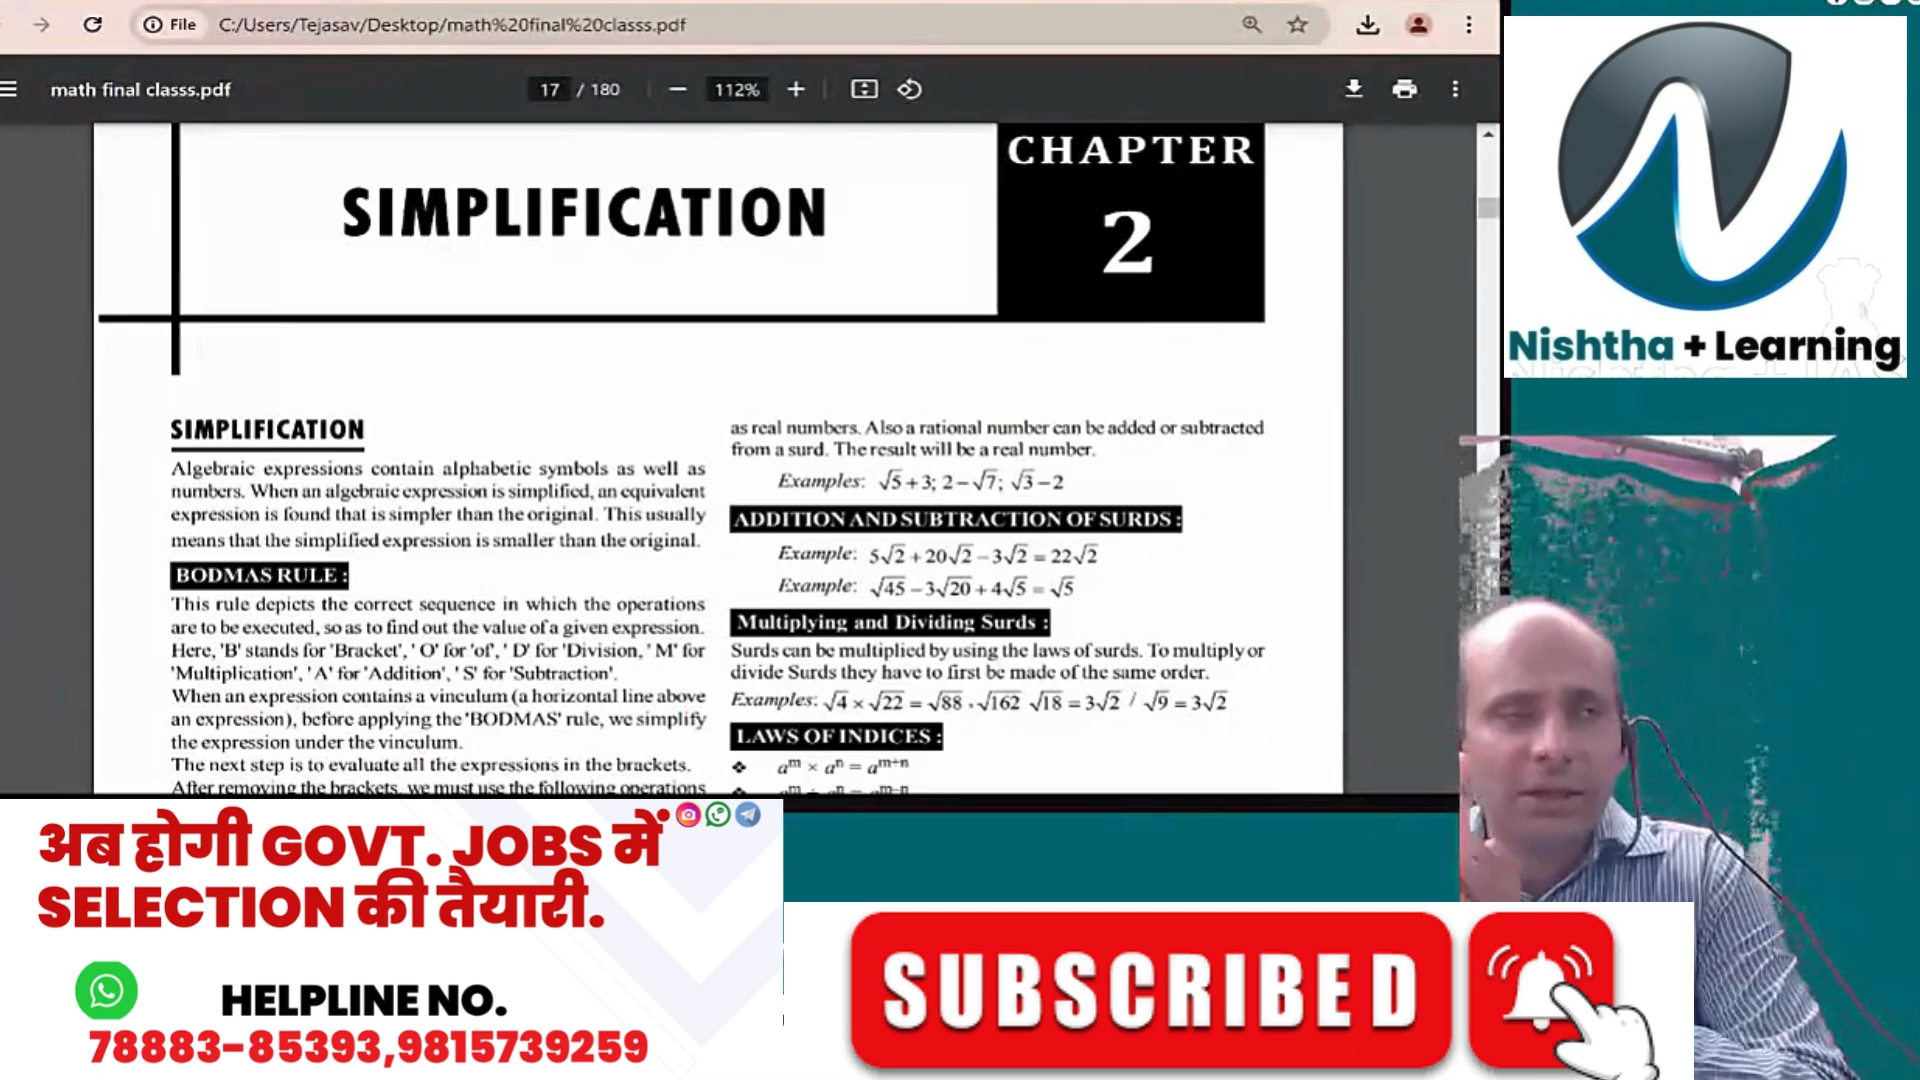 File C:/Users/Tejasav/Desktop/math%20final%20classs.pdf
math final classs.pdf
17 / 180
112%
CHAPTER
2
SIMPLIFICATION
SIMPLIFICATION
Algebraic expressions contain alphabetic symbols as well as
numbers. When an algebraic expression is simplified, an equivalent
expression is found that is simpler than the original. This usually
means that the simplified expression is smaller than the original.
BODMAS RULE :
This rule depicts the correct sequence in which the operations
are to be executed, so as to find out the value of a given expression.
Here, 'B' stands for 'Bracket', ' O' for 'of', ' D' for 'Division, ' M' for
'Multiplication', ' A' for 'Addition', ' S' for 'Subtraction'.
When an expression contains a vinculum (a horizontal line above
an expression), before applying the 'BODMAS' rule, we simplify
the expression under the vinculum.
The next step is to evaluate all the expressions in the brackets.
After removing the brackets, we must use the following operations
as real numbers. Also a rational number can be added or subtracted
from a surd. The result will be a real number.
Examples: √5 + 3; 2 – √7; √3 – 2
ADDITION AND SUBTRACTION OF SURDS :
Example: 5√2 + 20√2 – 3√2 = 22√2
Example: √45 – 3√20 + 4√5 = √5
Multiplying and Dividing Surds :
Surds can be multiplied by using the laws of surds. To multiply or
divide Surds they have to first be made of the same order.
Examples: √4 × √22 = √88 , √162 √18 = 3√2 / √9 = 3√2
LAWS OF INDICES :
❖ aᵐ × aⁿ = aᵐ⁺ⁿ
Nishtha + Learning
अब होगी GOVT. JOBS में
SELECTION की तैयारी.
HELPLINE NO.
78883-85393,9815739259
SUBSCRIBED